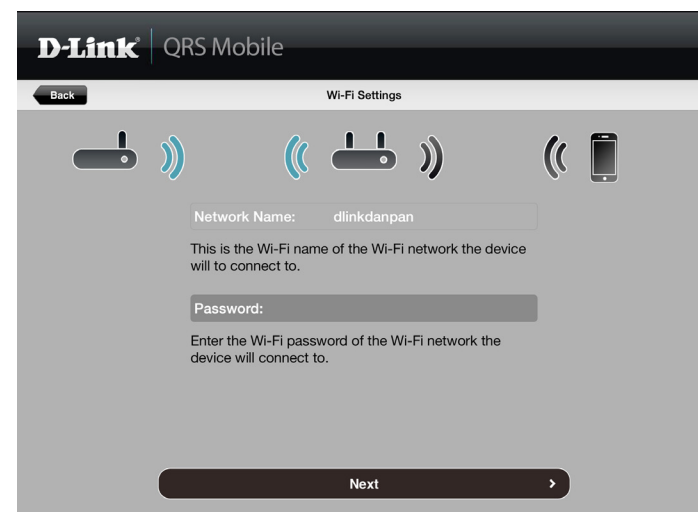 D-Link® QRS Mobile
Back
Wi-Fi Settings
Network Name: dlinkdanpan
This is the Wi-Fi name of the Wi-Fi network the device
will to connect to.
Password:
Enter the Wi-Fi password of the Wi-Fi network the
device will connect to.
Next